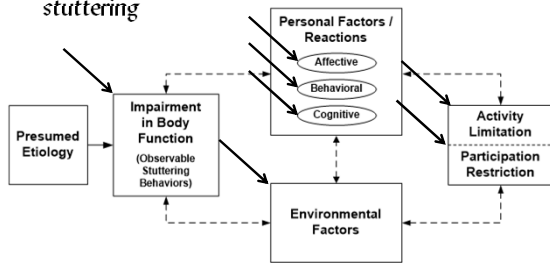 stuttering
Personal Factors /
Reactions
Affective
Behavioral
Cognitive
Impairment
in Body
Function
(Observable
Stuttering
Behaviors)
Presumed
Etiology
Activity
Limitation
Participation
Restriction
Environmental
Factors